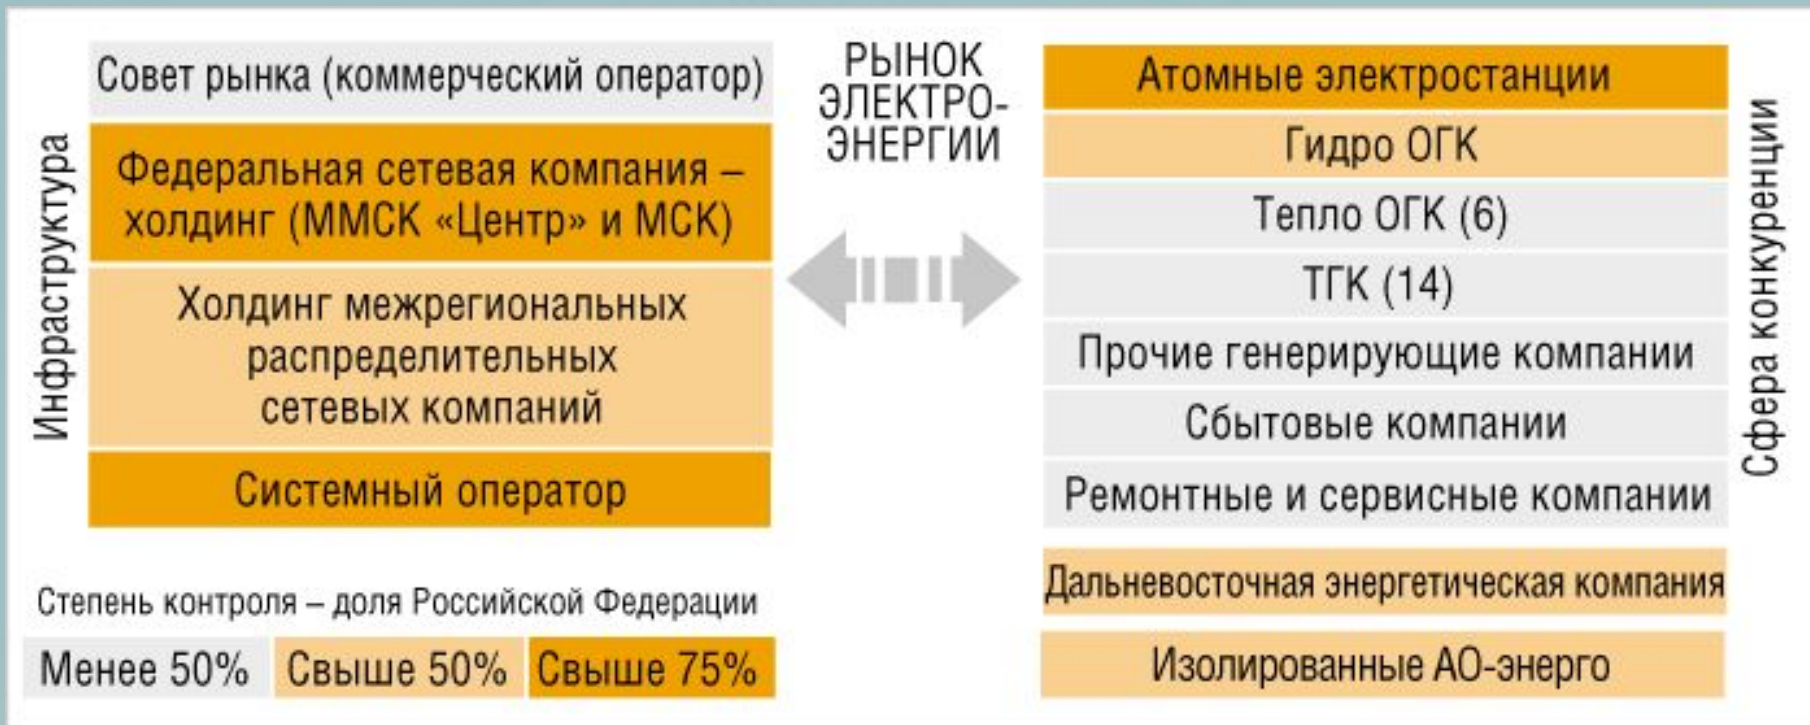 Инфраструктура
Совет рынка (коммерческий оператор)
Федеральная сетевая компания –
холдинг (ММСК «Центр» и МСК)
Холдинг межрегиональных
распределительных
сетевых компаний
Системный оператор
Степень контроля – доля Российской Федерации
Менее 50%
Свыше 50%
Свыше 75%
РЫНОК
ЭЛЕКТРО-
ЭНЕРГИИ
Атомные электростанции
Гидро ОГК
Тепло ОГК (6)
ТГК (14)
Прочие генерирующие компании
Сбытовые компании
Ремонтные и сервисные компании
Дальневосточная энергетическая компания
Изолированные АО-энерго
Сфера конкуренции